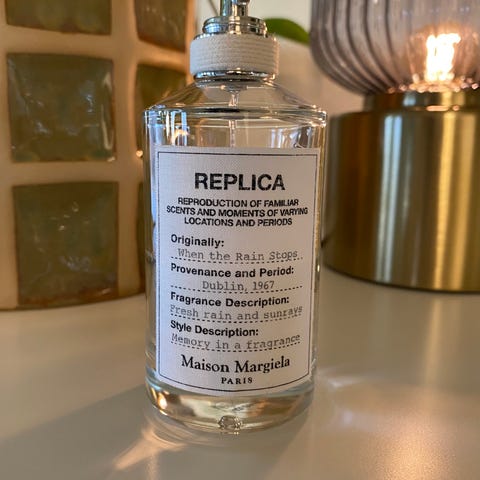 REPLICA
REPRODUCTION OF FAMILIAR
SCENTS AND MOMENTS OF VARYING
LOCATIONS AND PERIODS
Originally:
When the Rain Stops
Provenance and Period:
Dublin, 1967
Fragrance Description:
Fresh rain and sunrays
Style Description:
Memory in a fragrance
Maison Margiela
PARIS